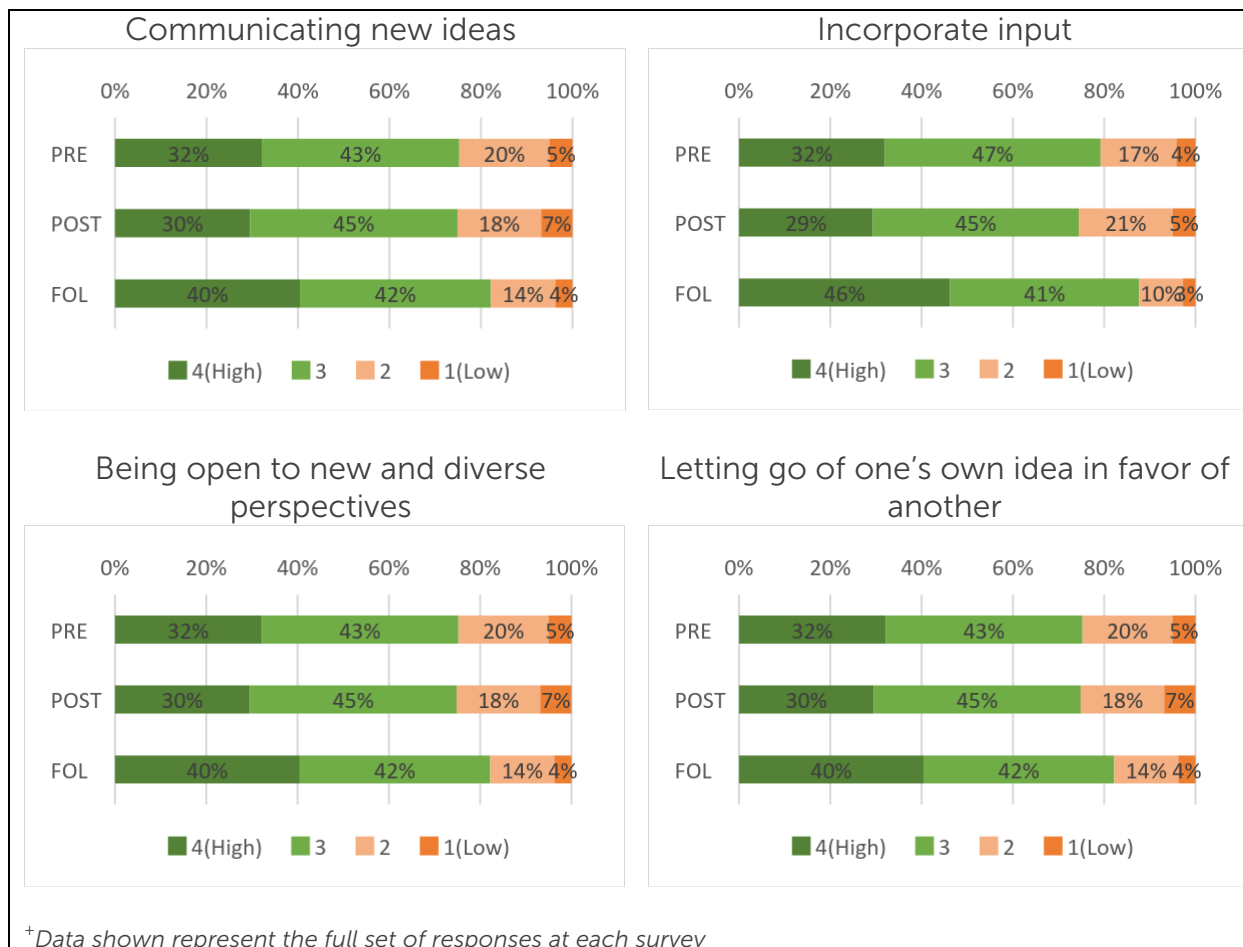 Communicating new ideas
0% 20% 40% 60% 80% 100%
PRE 32% 43% 20% 5%
POST 30% 45% 18% 7%
FOL 40% 42% 14% 4%
4(High) 3 2 1(Low)
Incorporate input
0% 20% 40% 60% 80% 100%
PRE 32% 47% 17% 4%
POST 29% 45% 21% 5%
FOL 46% 41% 10% 3%
4(High) 3 2 1(Low)
Being open to new and diverse
perspectives
0% 20% 40% 60% 80% 100%
PRE 32% 43% 20% 5%
POST 30% 45% 18% 7%
FOL 40% 42% 14% 4%
4(High) 3 2 1(Low)
Letting go of one’s own idea in favor of
another
0% 20% 40% 60% 80% 100%
PRE 32% 43% 20% 5%
POST 30% 45% 18% 7%
FOL 40% 42% 14% 4%
4(High) 3 2 1(Low)
+Data shown represent the full set of responses at each survey